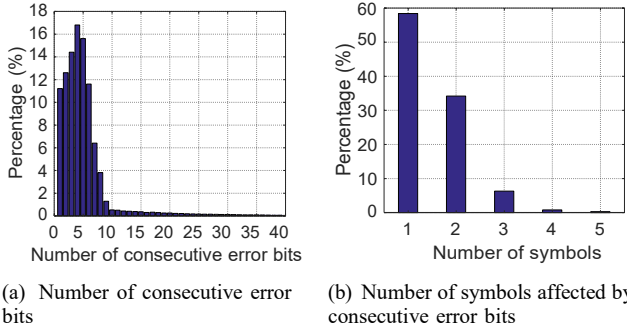 18
16
14
12
10
8
6
4
2
0
Percentage (%)
0 5 10 15 20 25 30 35 40
Number of consecutive error bits
(a) Number of consecutive error
bits
60
50
40
30
20
10
0
Percentage (%)
1 2 3 4 5
Number of symbols
(b) Number of symbols affected by
consecutive error bits